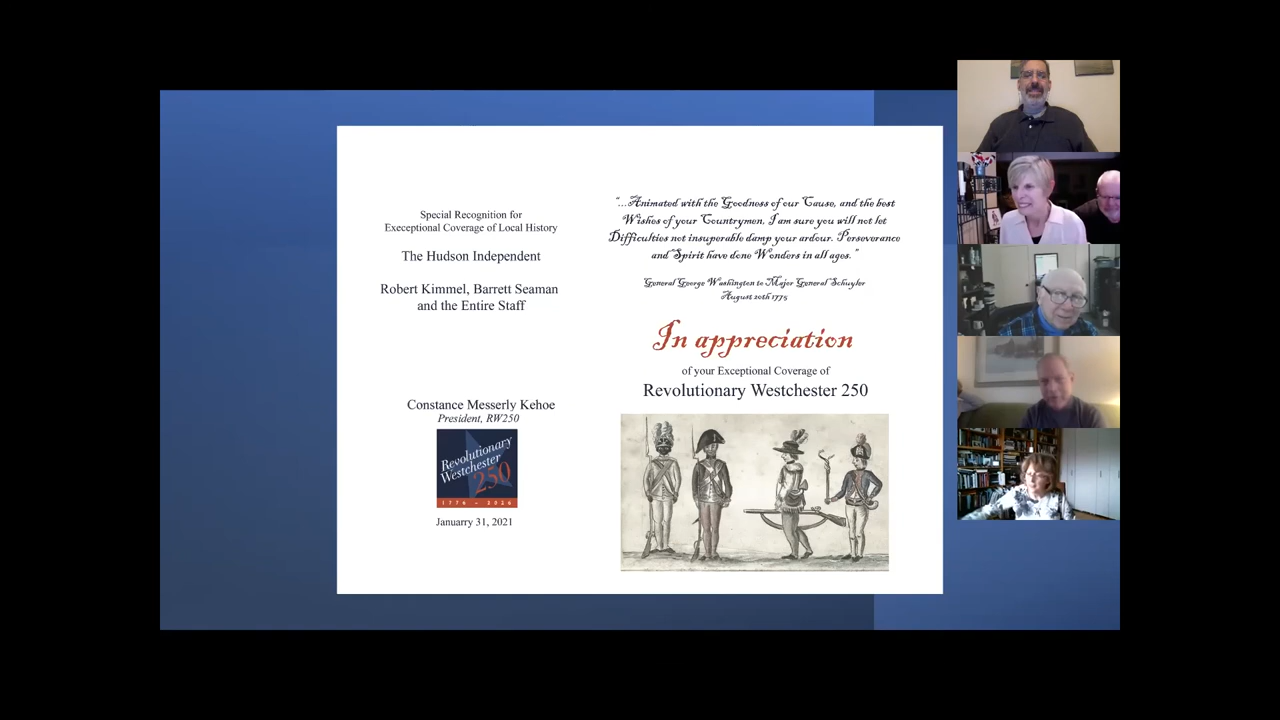 Special Recognition for
Execeptional Coverage of Local History
The Hudson Independent
Robert Kimmel, Barrett Seaman
and the Entire Staff
Constance Messerly Kehoe
President, RW250
Revolutionary
Westchester
250
1776 - 2026
Januarry 31, 2021
"...Animated with the Goodness of our Cause, and the best
Wishes of your Countrymen, I am sure you will not let
Difficulties not insuperable damp your ardour. Perseverance
and Spirit have done Wonders in all ages."
General George Washington to Major General Schuyler
August 20th 1775
In appreciation
of your Exceptional Coverage of
Revolutionary Westchester 250